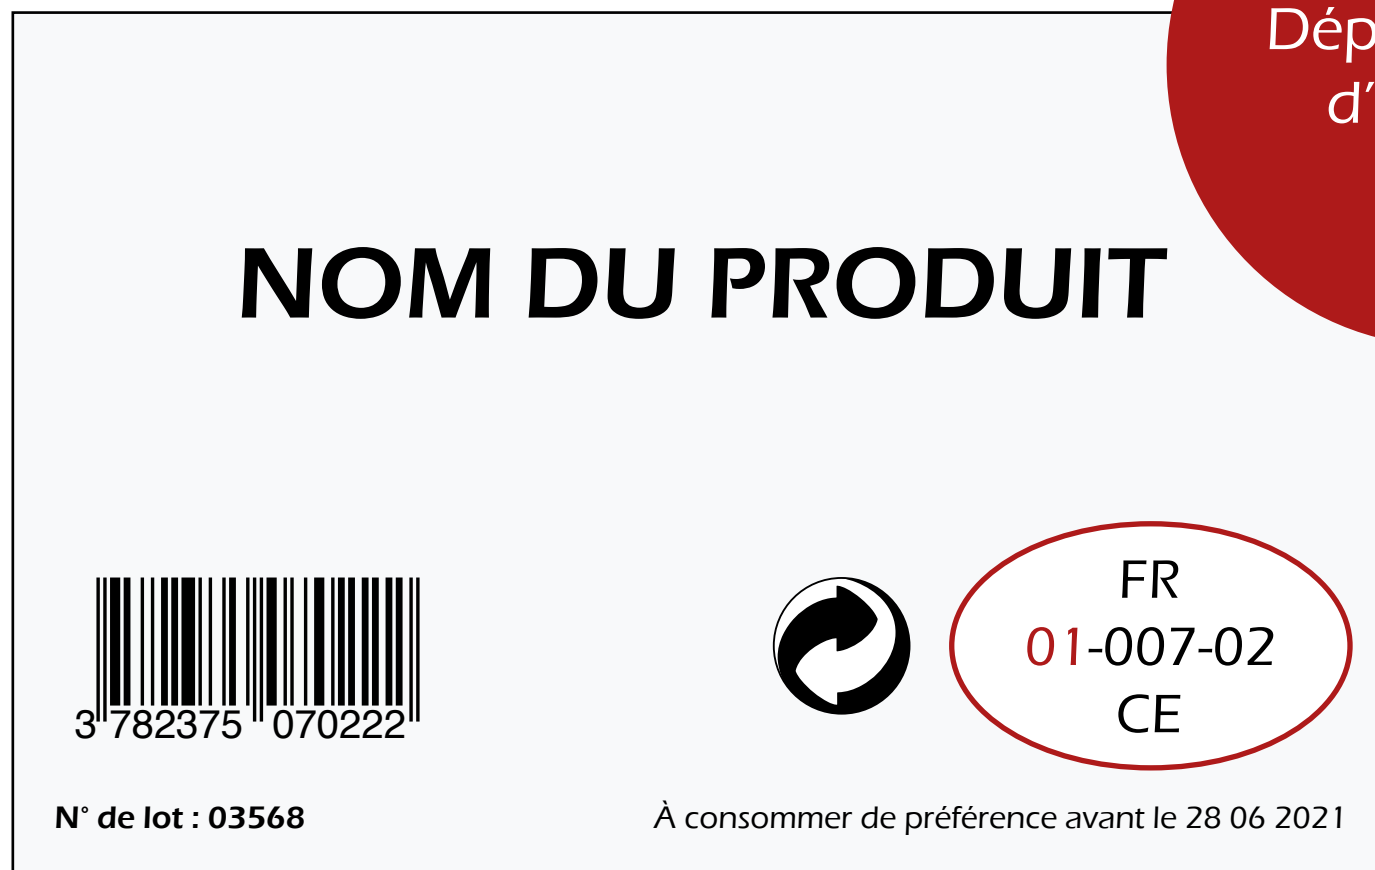 Dép
d’
NOM DU PRODUIT
FR
01-007-02
CE
3 782375 070222
N° de lot : 03568
À consommer de préférence avant le 28 06 2021